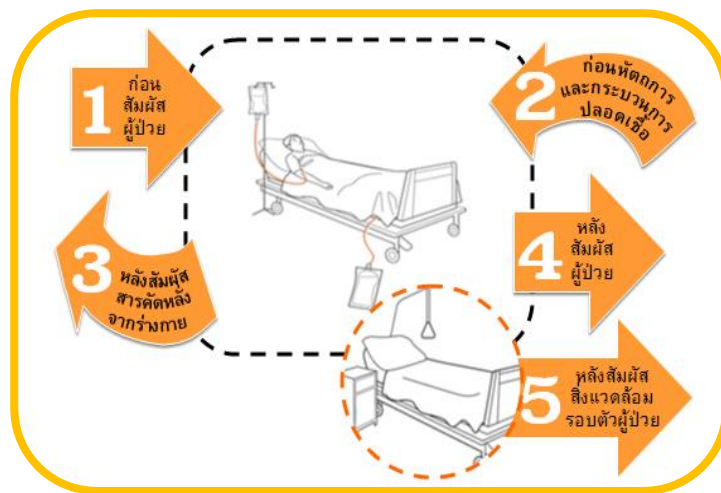 1
ก่อน
สัมผัส
ผู้ป่วย
2
ก่อนหัตถการ
และกระบวนการ
ปลอดเชื้อ
3
หลังสัมผัส
สารคัดหลั่ง
จากร่างกาย
4
หลัง
สัมผัส
ผู้ป่วย
5
หลังสัมผัส
สิ่งแวดล้อม
รอบตัวผู้ป่วย